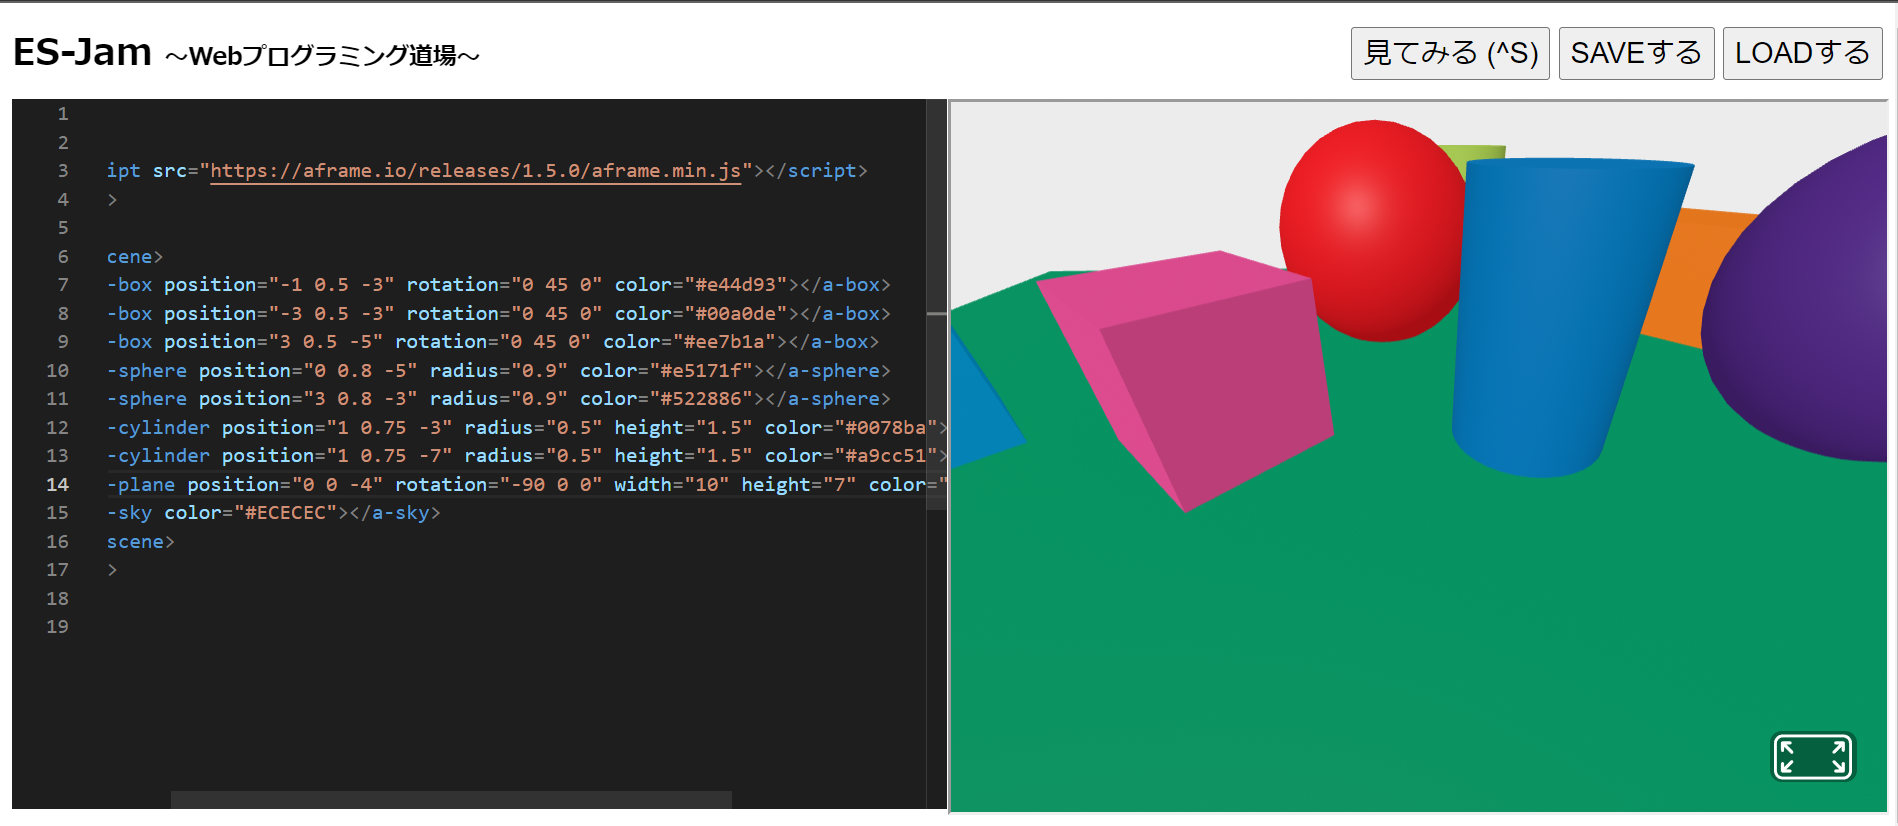 ES-Jam ～Webプログラミング道場～
見てみる (^S) SAVEする LOADする
1
2
3 ipt src="https://aframe.io/releases/1.5.0/aframe.min.js"></script>
4 >
5
6 cene>
7 -box position="-1 0.5 -3" rotation="0 45 0" color="#e44d93"></a-box>
8 -box position="-3 0.5 -3" rotation="0 45 0" color="#00a0de"></a-box>
9 -box position="3 0.5 -5" rotation="0 45 0" color="#ee7b1a"></a-box>
10 -sphere position="0 0.8 -5" radius="0.9" color="#e5171f"></a-sphere>
11 -sphere position="3 0.8 -3" radius="0.9" color="#522886"></a-sphere>
12 -cylinder position="1 0.75 -3" radius="0.5" height="1.5" color="#0078ba">
13 -cylinder position="1 0.75 -7" radius="0.5" height="1.5" color="#a9cc51">
14 -plane position="0 0 -4" rotation="-90 0 0" width="10" height="7" color="
15 -sky color="#ECECEC"></a-sky>
16 scene>
17 >
18
19